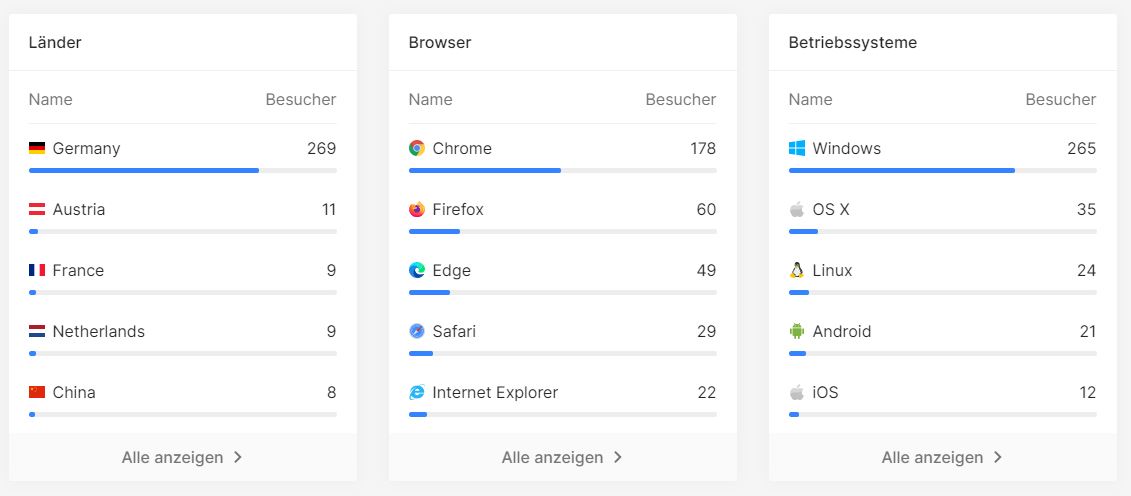 Länder
Name Besucher
Germany 269
Austria 11
France 9
Netherlands 9
China 8
Alle anzeigen
Browser
Name Besucher
Chrome 178
Firefox 60
Edge 49
Safari 29
Internet Explorer 22
Alle anzeigen
Betriebssysteme
Name Besucher
Windows 265
OS X 35
Linux 24
Android 21
iOS 12
Alle anzeigen